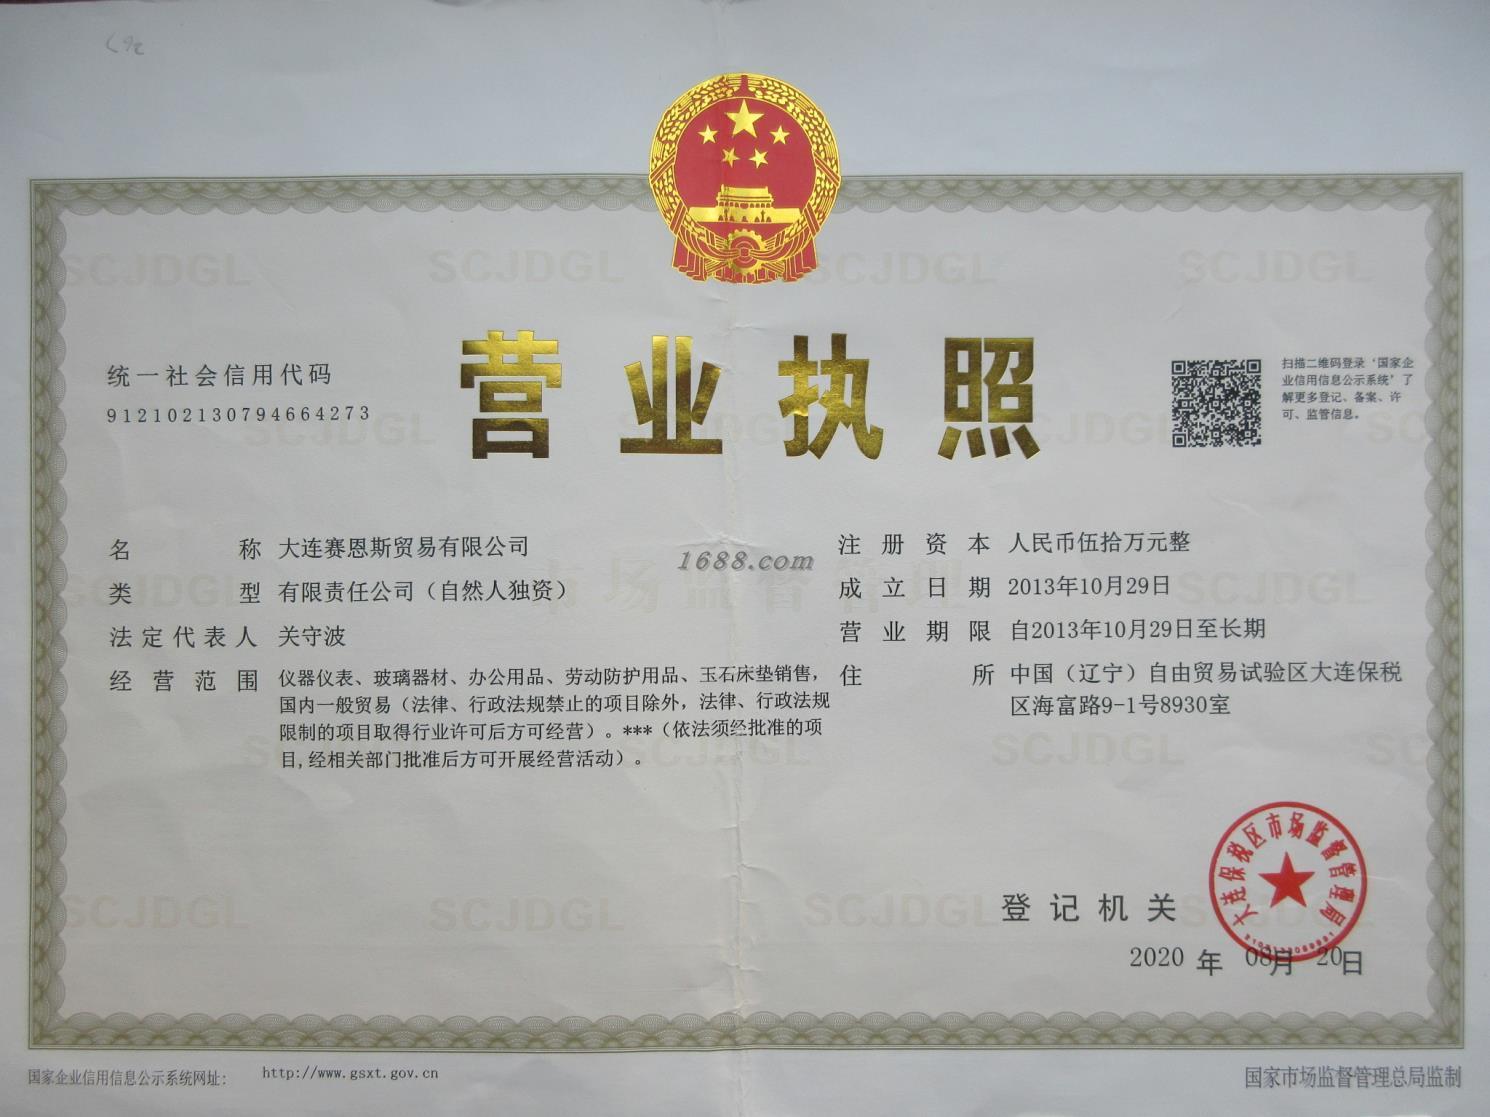 统一社会信用代码
912102130794664273
营业执照
扫描二维码登录‘国家企
业信用信息公示系统’了
解更多登记、备案、许
可、监管信息。
名称 大连赛恩斯贸易有限公司
类型 有限责任公司（自然人独资）
法定代表人 关守波
经营范围 仪器仪表、玻璃器材、办公用品、劳动防护用品、玉石床垫销售，
国内一般贸易（法律、行政法规禁止的项目除外，法律、行政法规
限制的项目取得行业许可后方可经营）。***（依法须经批准的项
目,经相关部门批准后方可开展经营活动）。
1688.com
注册资本 人民币伍拾万元整
成立日期 2013年10月29日
营业期限 自2013年10月29日至长期
住所 中国（辽宁）自由贸易试验区大连保税
区海富路9-1号8930室
市场监督管理
SCJDGL
大连保税区市场监督管理局
登记机关
2020 年 08月 20日
国家企业信用信息公示系统网址: http://www.gsxt.gov.cn
国家市场监督管理总局监制